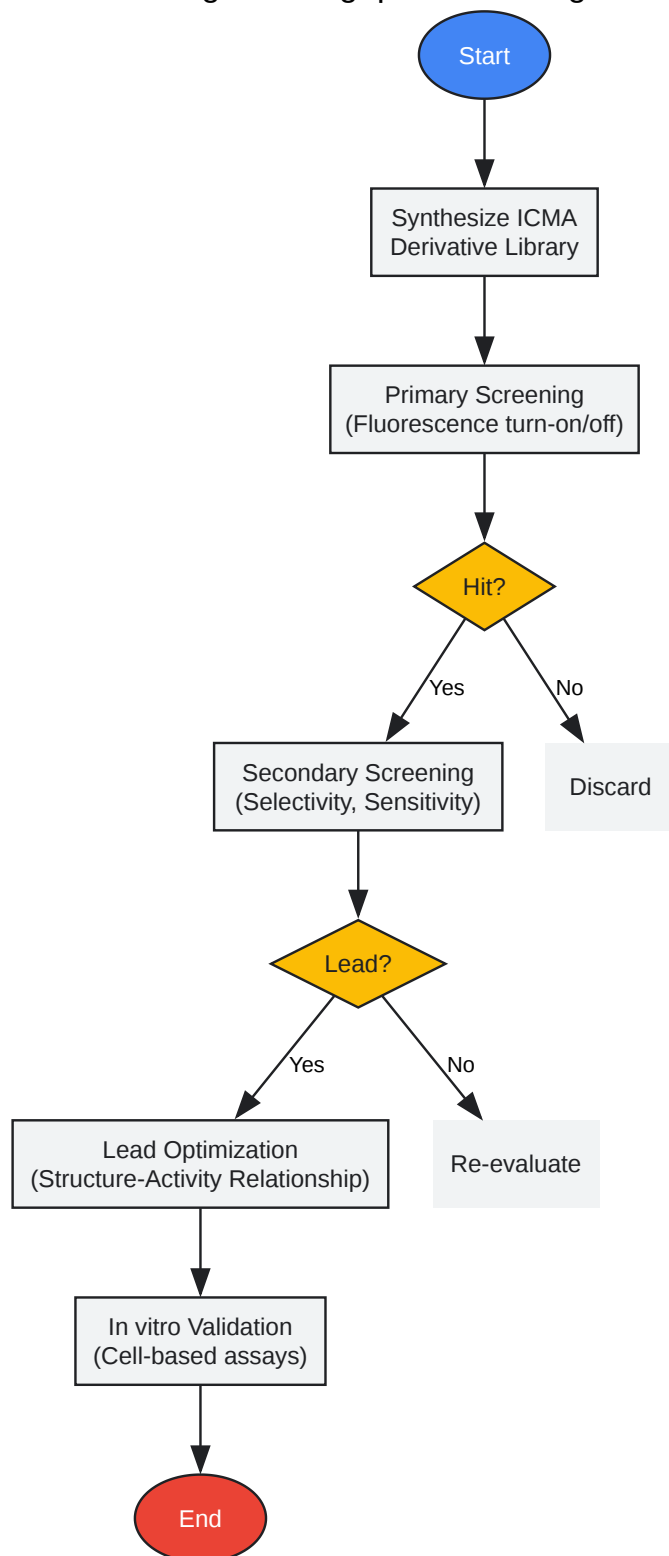 Start
Synthesize ICMA
Derivative Library
Primary Screening
(Fluorescence turn-on/off)
Hit?
Yes
No
Secondary Screening
(Selectivity, Sensitivity)
Discard
Lead?
Yes
No
Lead Optimization
(Structure-Activity Relationship)
Re-evaluate
In vitro Validation
(Cell-based assays)
End